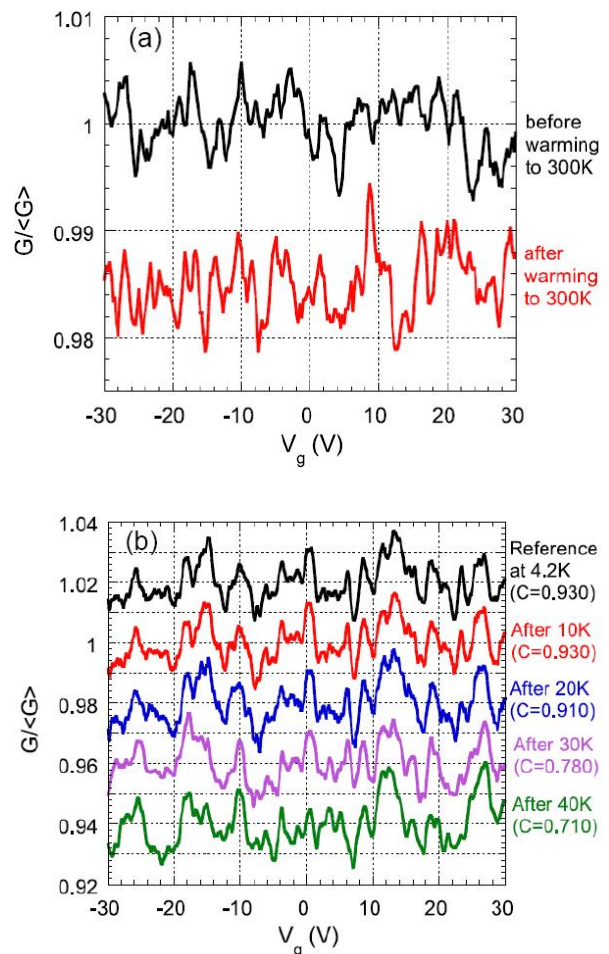 (a)
1.01
1
0.99
0.98
G/<G>
before
warming
to 300K
after
warming
to 300K
-30 -20 -10 0 10 20 30
V_g (V)
(b)
1.04
1.02
1
0.98
0.96
0.94
0.92
G/<G>
Reference
at 4.2K
(C=0.930)
After 10K
(C=0.930)
After 20K
(C=0.910)
After 30K
(C=0.780)
After 40K
(C=0.710)
-30 -20 -10 0 10 20 30
V_g (V)